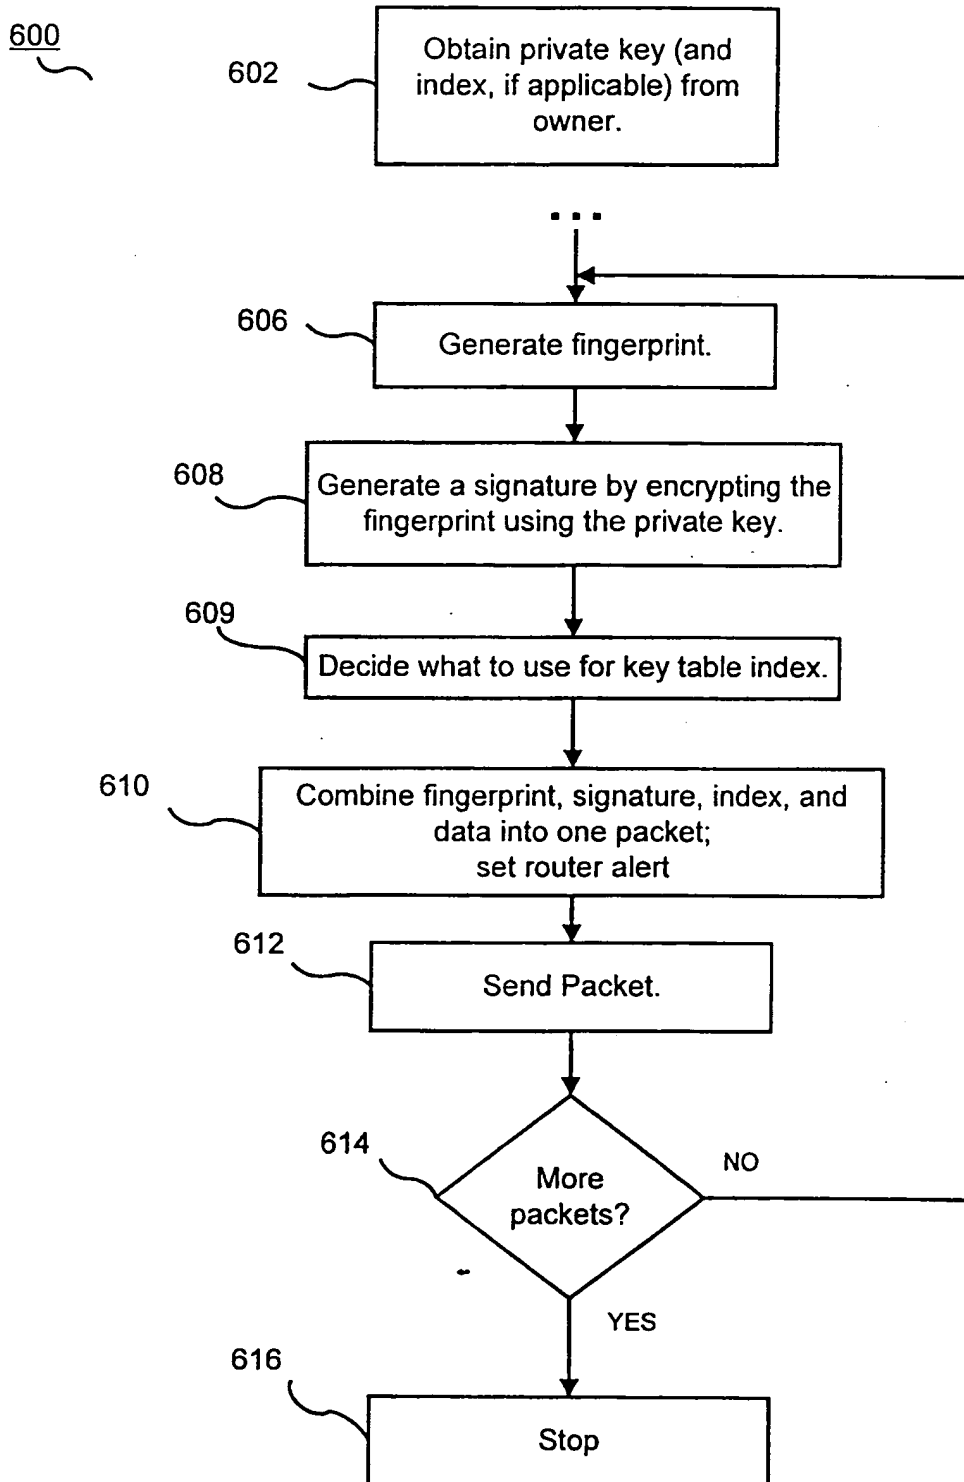 600
602
Obtain private key (and
index, if applicable) from
owner.
...
606
Generate fingerprint.
608
Generate a signature by encrypting the
fingerprint using the private key.
609
Decide what to use for key table index.
610
Combine fingerprint, signature, index, and
data into one packet;
set router alert
612
Send Packet.
614
More
packets?
NO
YES
616
Stop